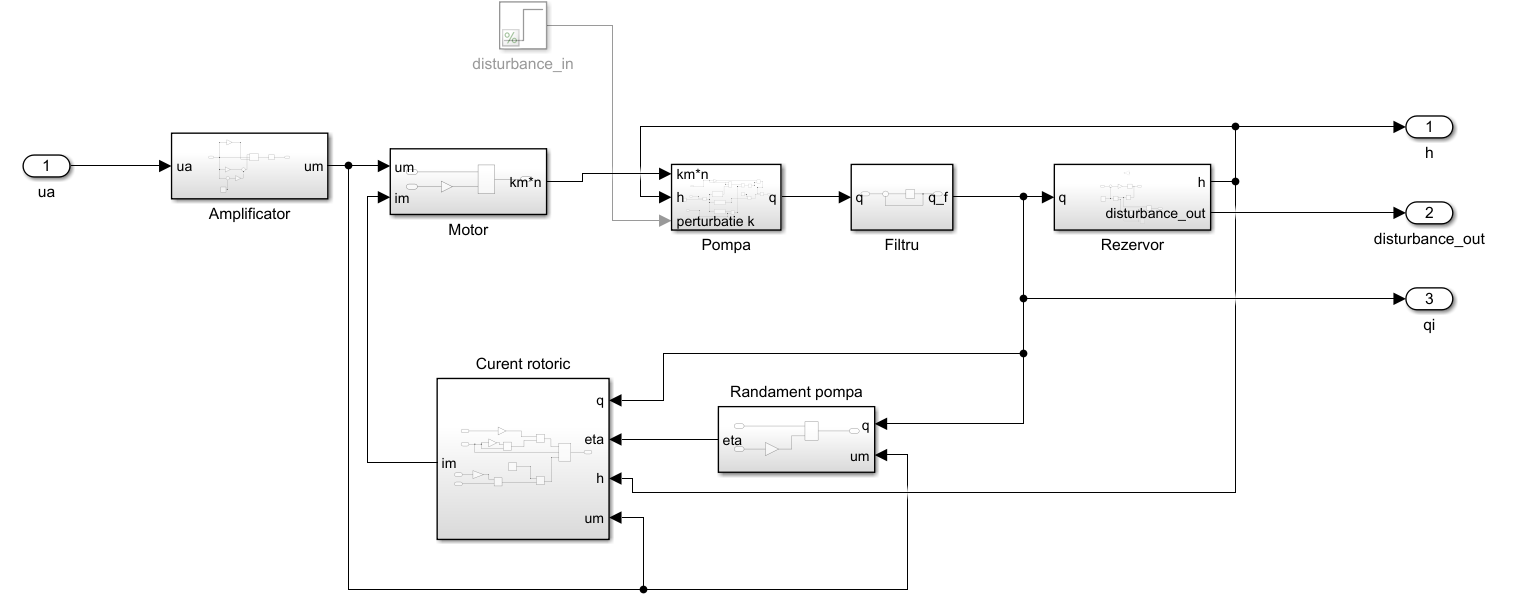 %
disturbance_in
1
ua
ua
um
Amplificator
um
im
km*n
Motor
km*n
h
perturbatie k
q
Pompa
q
q_f
Filtru
q
h
disturbance_out
Rezervor
1
h
2
disturbance_out
3
qi
Curent rotoric
q
eta
im
h
um
Randament pompa
q
eta
um